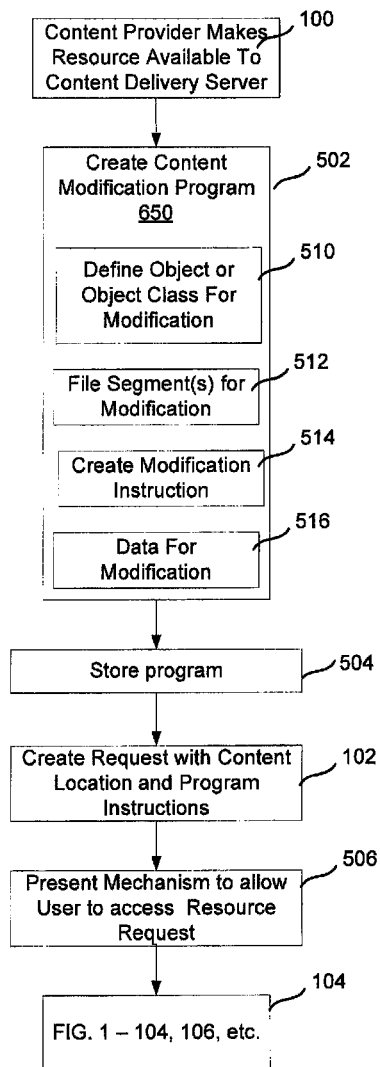 100
Content Provider Makes
Resource Available To
Content Delivery Server
502
Create Content
Modification Program
650
510
Define Object or
Object Class For
Modification
512
File Segment(s) for
Modification
514
Create Modification
Instruction
516
Data For
Modification
Store program
504
102
Create Request with Content
Location and Program
Instructions
506
Present Mechanism to allow
User to access Resource
Request
104
FIG. 1 – 104, 106, etc.